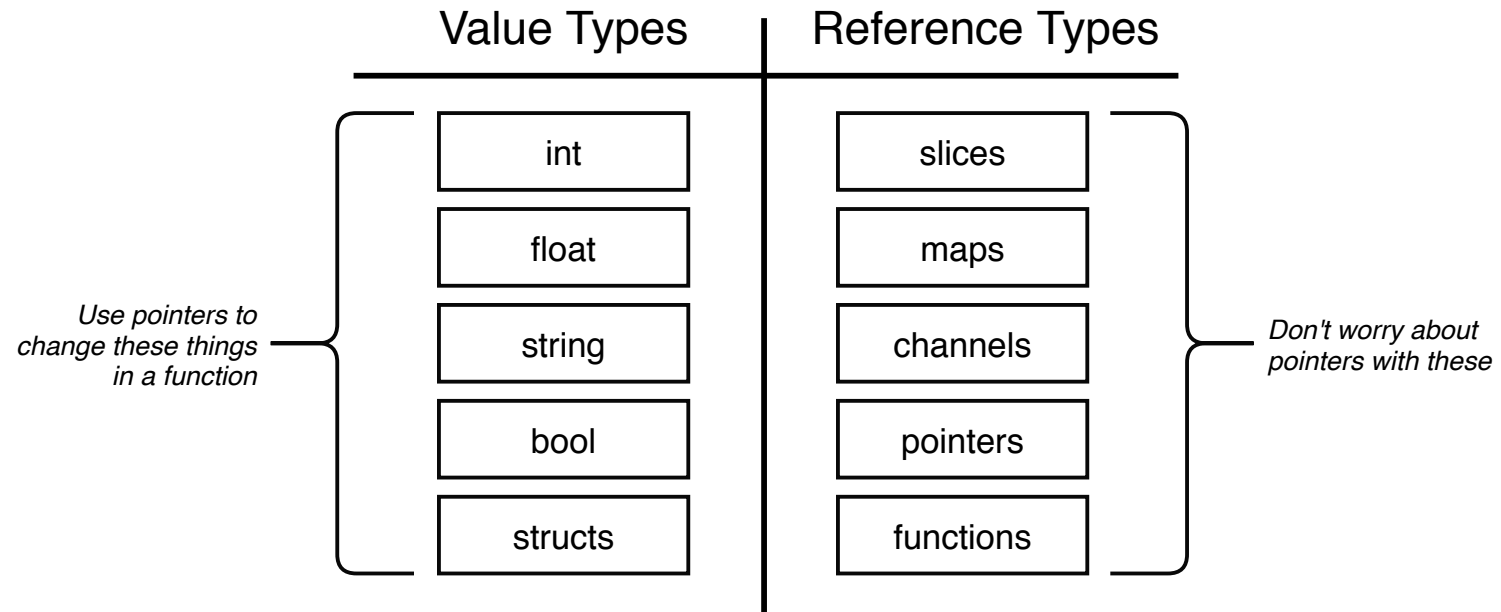 Value Types
Reference Types
int
float
string
bool
structs
slices
maps
channels
pointers
functions
Use pointers to
change these things
in a function
Don't worry about
pointers with these